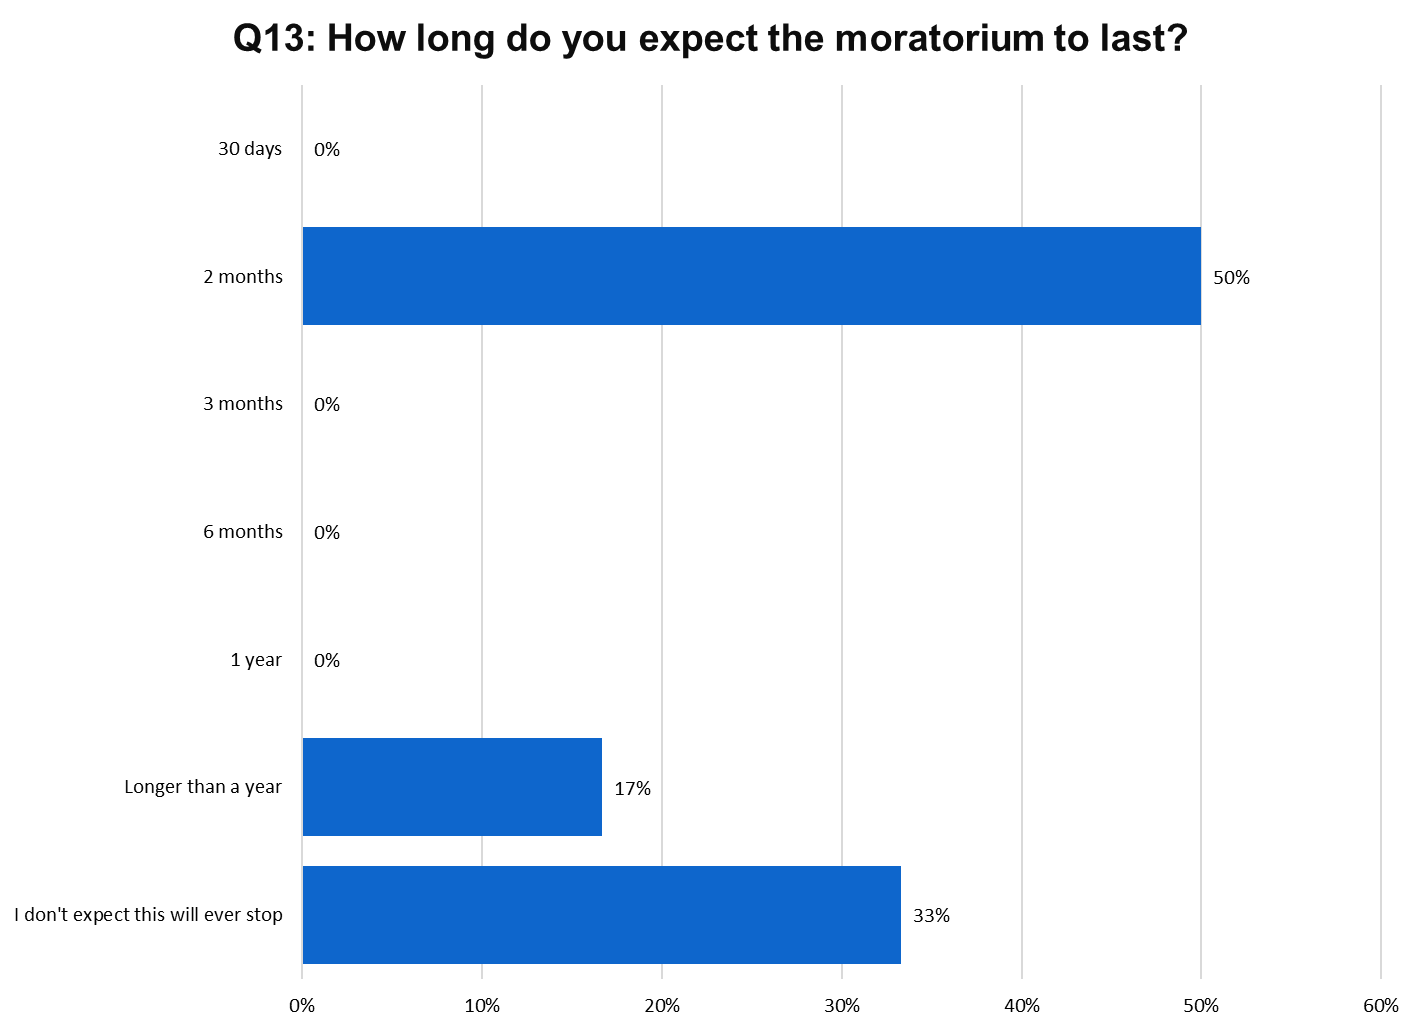 Q13: How long do you expect the moratorium to last?
30 days 0%
2 months 50%
3 months 0%
6 months 0%
1 year 0%
Longer than a year 17%
I don't expect this will ever stop 33%
0% 10% 20% 30% 40% 50% 60%